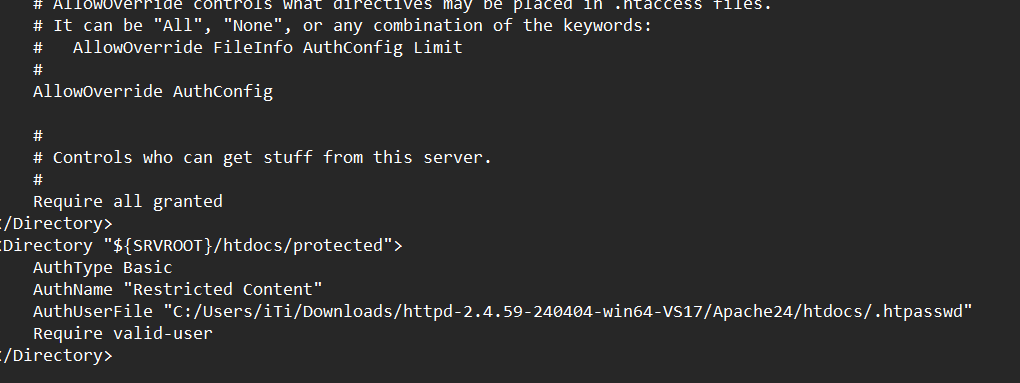 # AllowOverride controls what directives may be placed in .htaccess files.
# It can be "All", "None", or any combination of the keywords:
#   AllowOverride FileInfo AuthConfig Limit
#
AllowOverride AuthConfig
#
# Controls who can get stuff from this server.
#
Require all granted
</Directory>
<Directory "${SRVROOT}/htdocs/protected">
AuthType Basic
AuthName "Restricted Content"
AuthUserFile "C:/Users/iTi/Downloads/httpd-2.4.59-240404-win64-VS17/Apache24/htdocs/.htpasswd"
Require valid-user
</Directory>